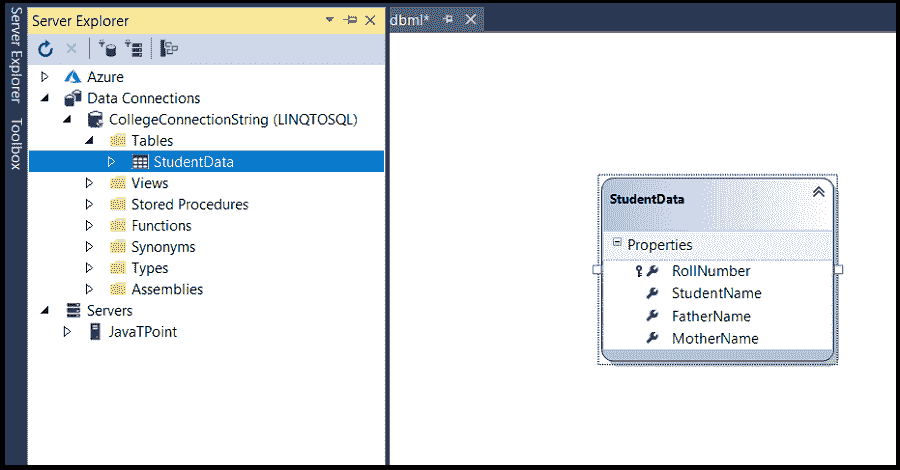 Server Explorer
Toolbox
Server Explorer
Azure
Data Connections
CollegeConnectionString (LINQTOSQL)
Tables
StudentData
Views
Stored Procedures
Functions
Synonyms
Types
Assemblies
Servers
JavaTPoint
dbml*
StudentData
Properties
RollNumber
StudentName
FatherName
MotherName